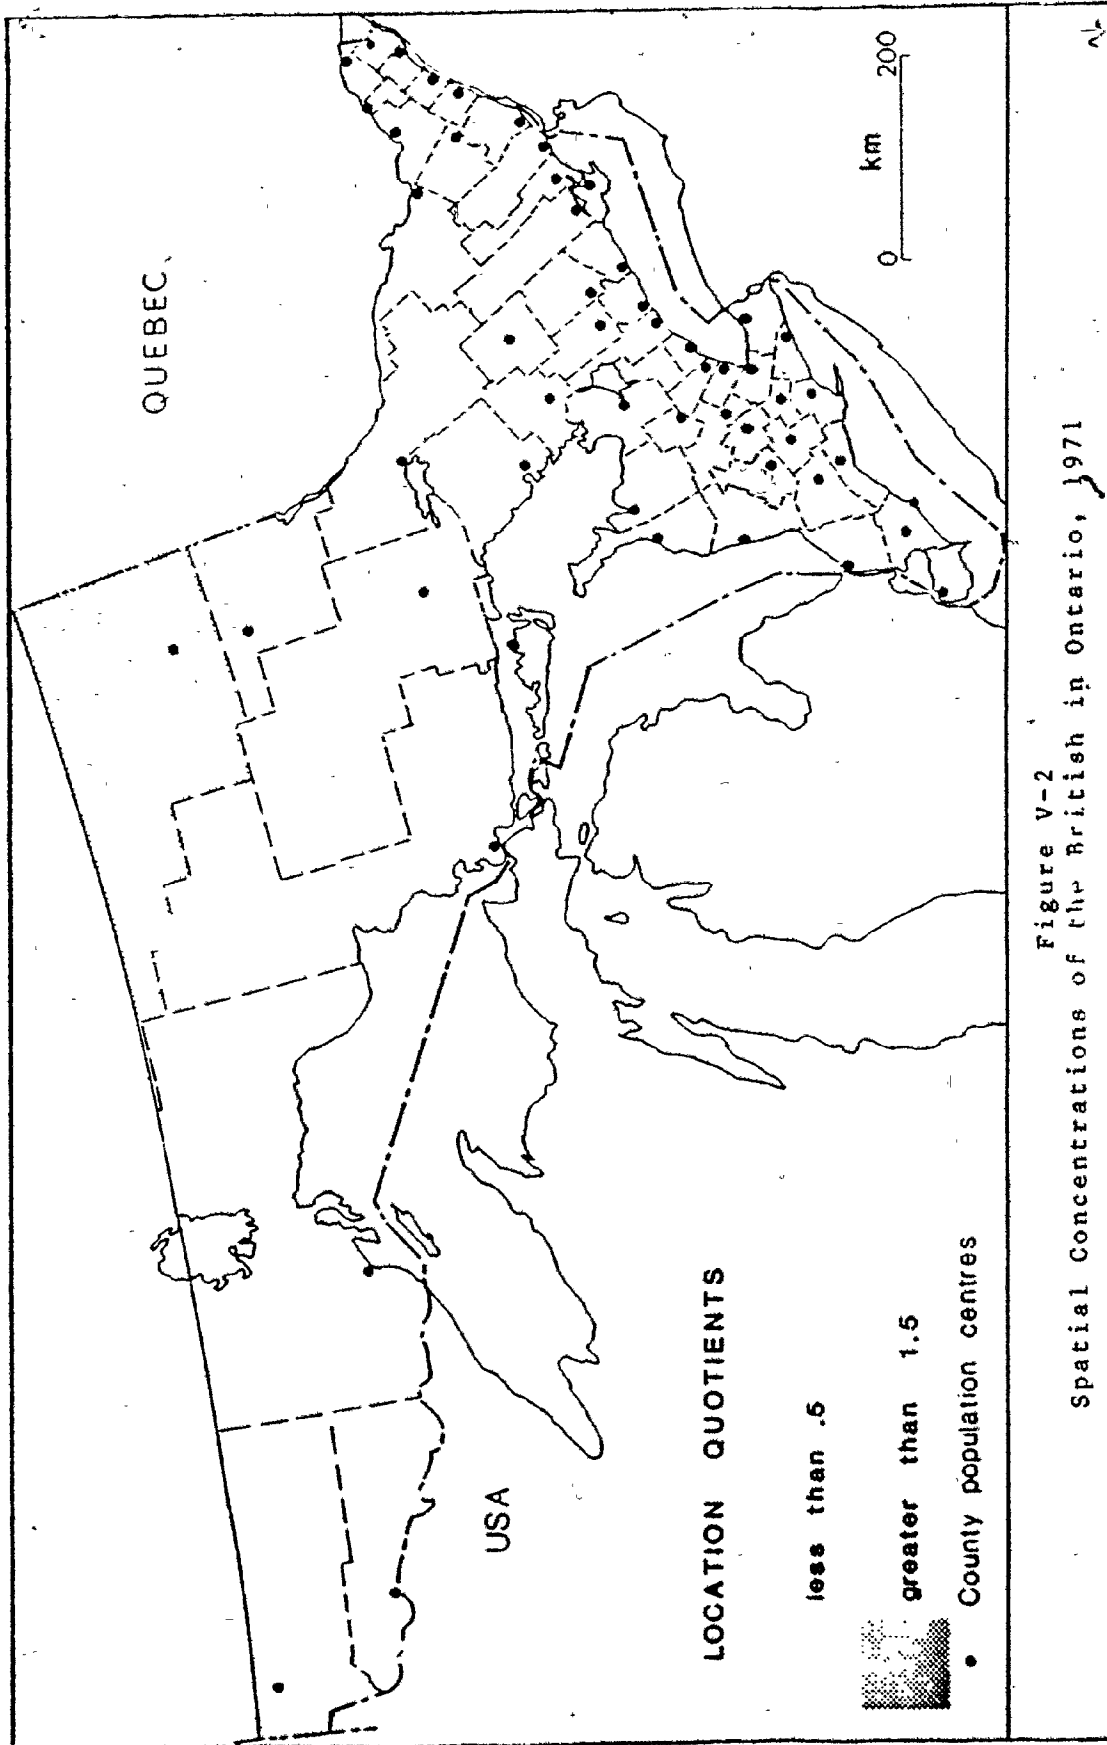 QUEBEC
USA
LOCATION QUOTIENTS
less than .5
greater than 1.5
County population centres
km
0 200
Figure V-2
Spatial Concentrations of the British in Ontario, 1971